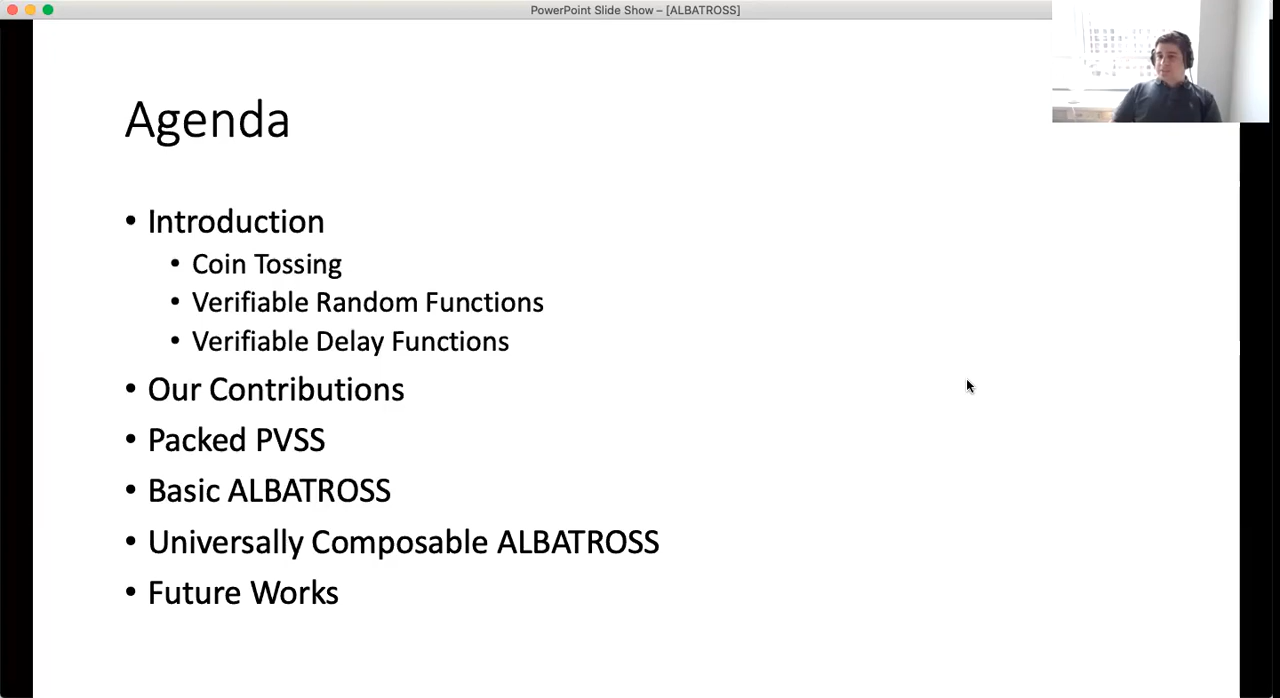 PowerPoint Slide Show – [ALBATROSS]
Agenda
• Introduction
• Coin Tossing
• Verifiable Random Functions
• Verifiable Delay Functions
• Our Contributions
• Packed PVSS
• Basic ALBATROSS
• Universally Composable ALBATROSS
• Future Works